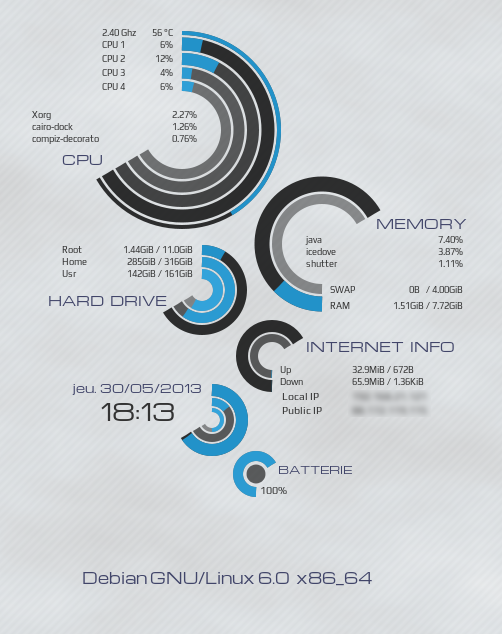 2.40 Ghz 56 °C
CPU 1 6%
CPU 2 12%
CPU 3 4%
CPU 4 6%
Xorg 2.27%
cairo-dock 1.26%
compiz-decorato 0.76%
CPU
MEMORY
java 7.40%
icedove 3.87%
shutter 1.11%
SWAP 0B / 4.00GiB
RAM 1.51GiB / 7.72GiB
Root 1.44GiB / 11.0GiB
Home 285GiB / 316GiB
Usr 142GiB / 161GiB
HARD DRIVE
INTERNET INFO
Up 32.9MiB / 672B
Down 65.9MiB / 1.36KiB
Local IP
Public IP
jeu. 30/05/2013
18:13
BATTERIE
100%
Debian GNU/Linux 6.0 x86_64